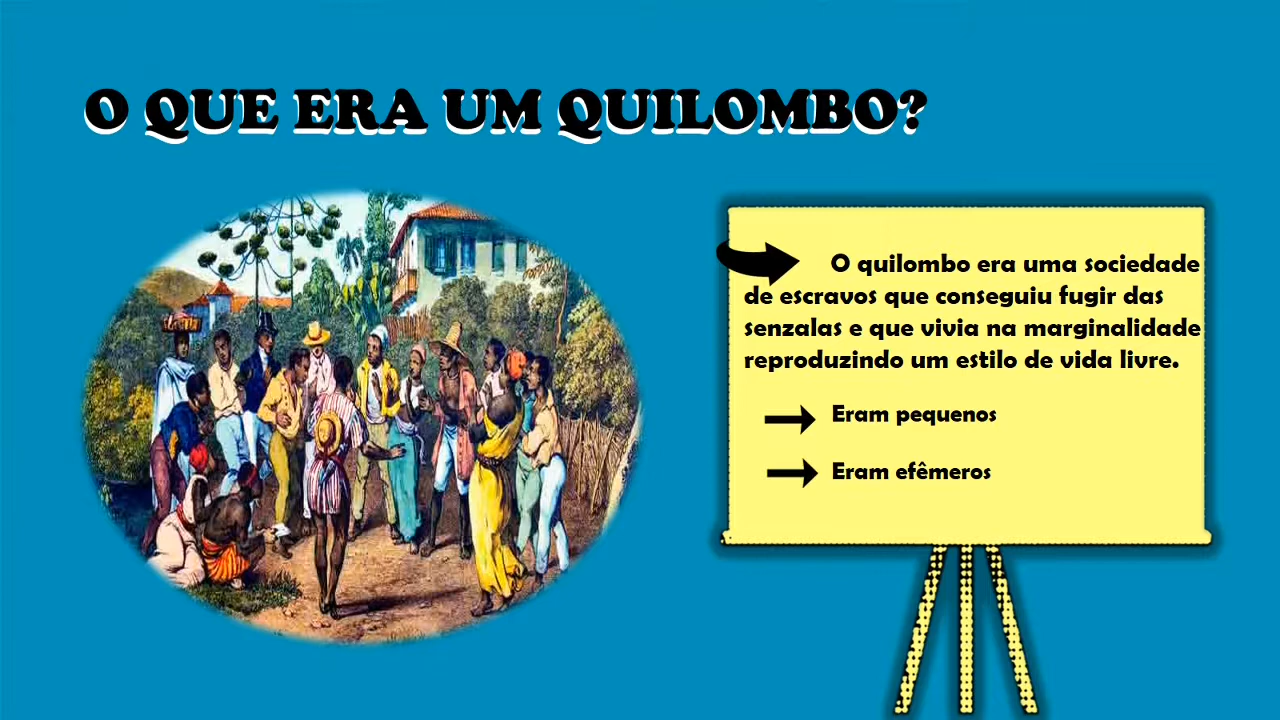 O QUE ERA UM QUILOMBO?
O quilombo era uma sociedade
de escravos que conseguiu fugir das
senzalas e que vivia na marginalidade
reproduzindo um estilo de vida livre.
Eram pequenos
Eram efêmeros